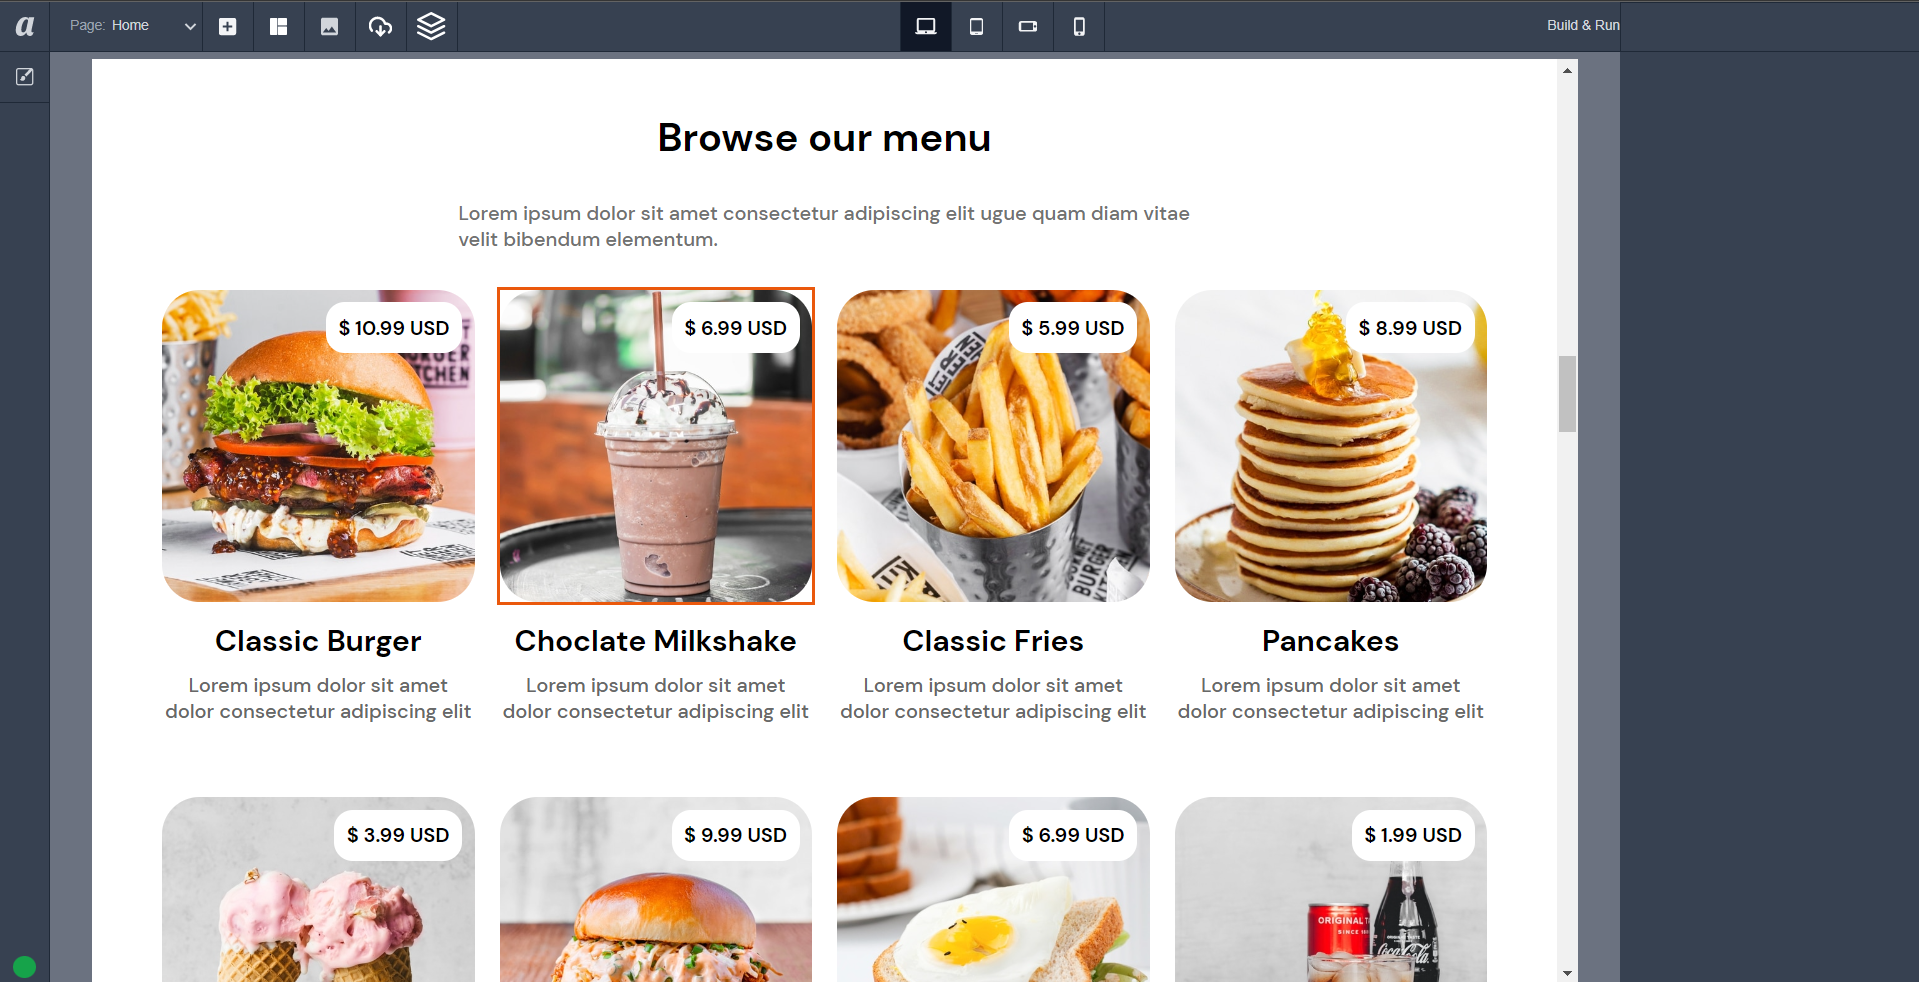 a
Page: Home
Build & Run
Browse our menu
Lorem ipsum dolor sit amet consectetur adipiscing elit ugue quam diam vitae
velit bibendum elementum.
$ 10.99 USD
$ 6.99 USD
$ 5.99 USD
$ 8.99 USD
Classic Burger
Choclate Milkshake
Classic Fries
Pancakes
Lorem ipsum dolor sit amet
dolor consectetur adipiscing elit
Lorem ipsum dolor sit amet
dolor consectetur adipiscing elit
Lorem ipsum dolor sit amet
dolor consectetur adipiscing elit
Lorem ipsum dolor sit amet
dolor consectetur adipiscing elit
$ 3.99 USD
$ 9.99 USD
$ 6.99 USD
$ 1.99 USD
ORIGINAL
SINCE
Coca-Cola